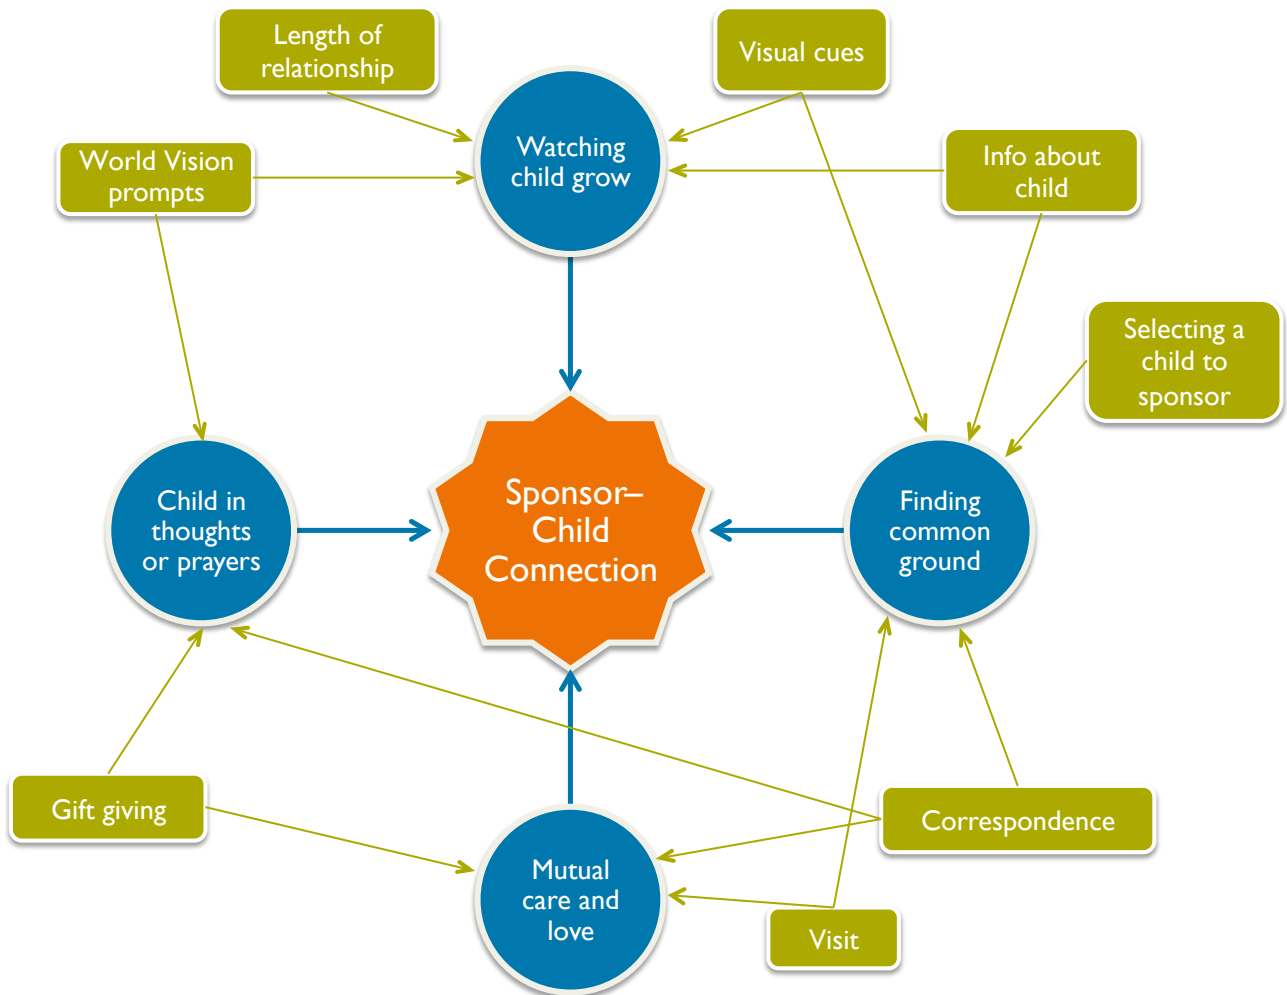 Length of
relationship
Visual cues
World Vision
prompts
Watching
child grow
Info about
child
Selecting a
child to
sponsor
Child in
thoughts
or prayers
Sponsor–
Child
Connection
Finding
common
ground
Gift giving
Correspondence
Mutual
care and
love
Visit